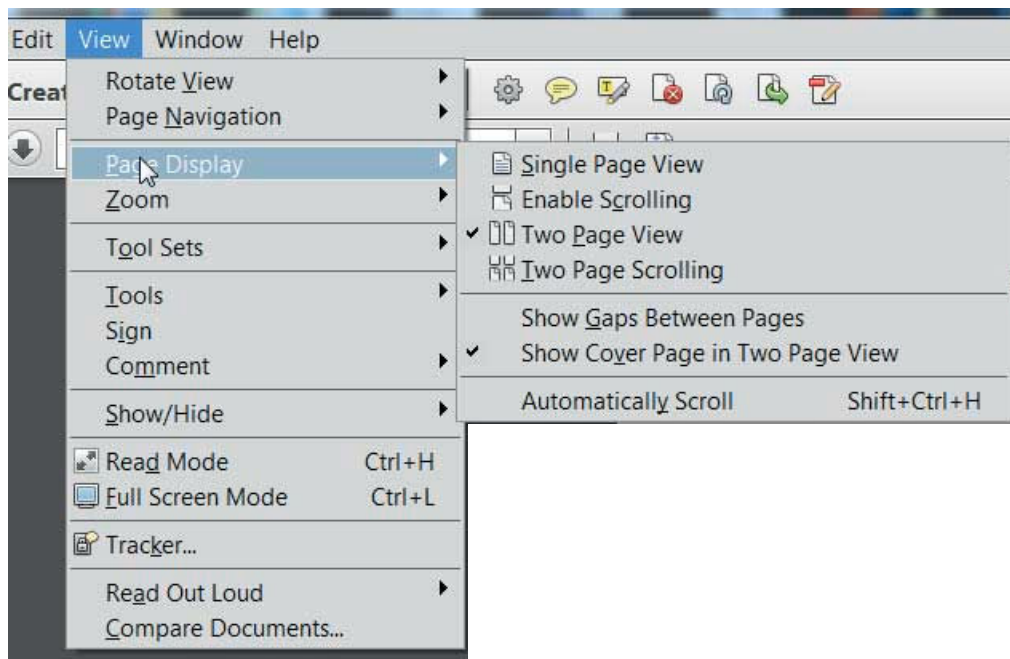 Edit View Window Help
Creat
Rotate View
Page Navigation
Page Display
Zoom
Tool Sets
Tools
Sign
Comment
Show/Hide
Read Mode Ctrl+H
Full Screen Mode Ctrl+L
Tracker...
Read Out Loud
Compare Documents...
Single Page View
Enable Scrolling
Two Page View
Two Page Scrolling
Show Gaps Between Pages
Show Cover Page in Two Page View
Automatically Scroll Shift+Ctrl+H